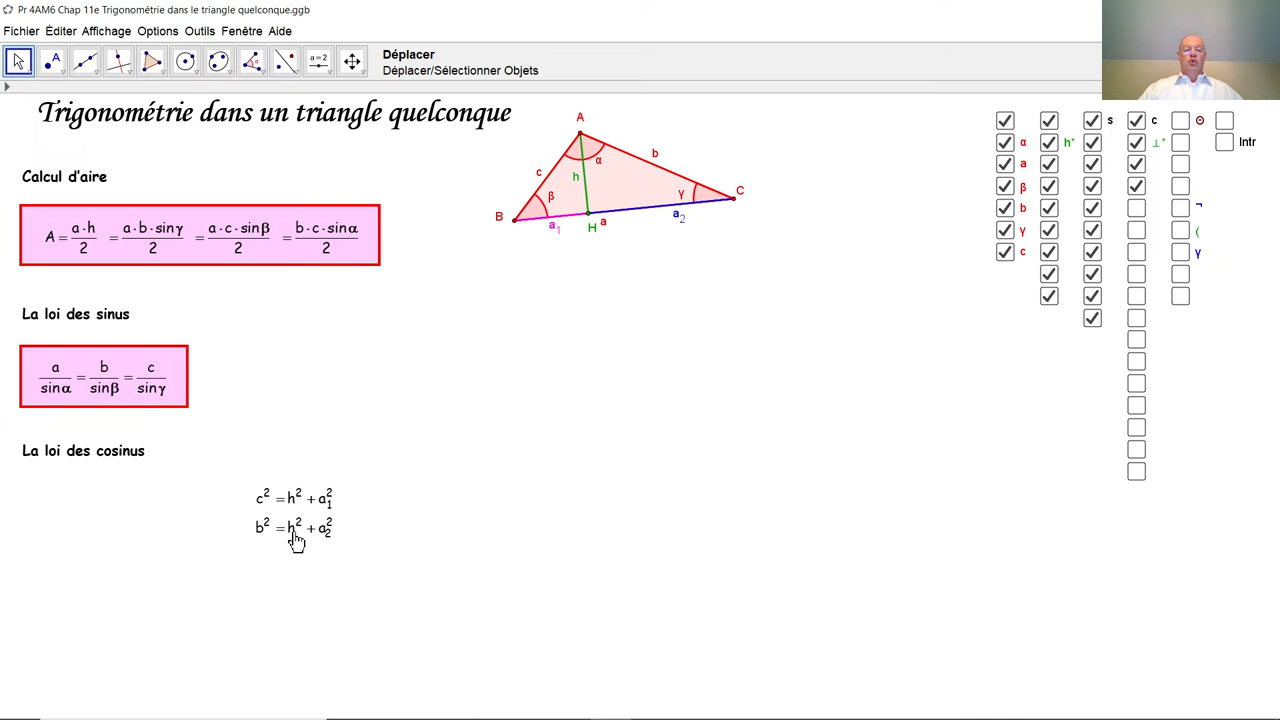 Pr 4AM6 Chap 11e Trigonométrie dans le triangle quelconque.ggb
Fichier Éditer Affichage Options Outils Fenêtre Aide
A
a=2
Déplacer
Déplacer/Sélectionner Objets
Trigonométrie dans un triangle quelconque
A
c
α
b
h
β
γ
C
B
a₁
H
a
a₂
s
c
⊙
α
h*
⊥*
Intr
a
β
b
¬
γ
(
c
γ
Calcul d'aire
A = a·h/2 = a·b·sinγ/2 = a·c·sinβ/2 = b·c·sinα/2
La loi des sinus
a/sinα = b/sinβ = c/sinγ
La loi des cosinus
c² = h² + a₁²
b² = h² + a₂²